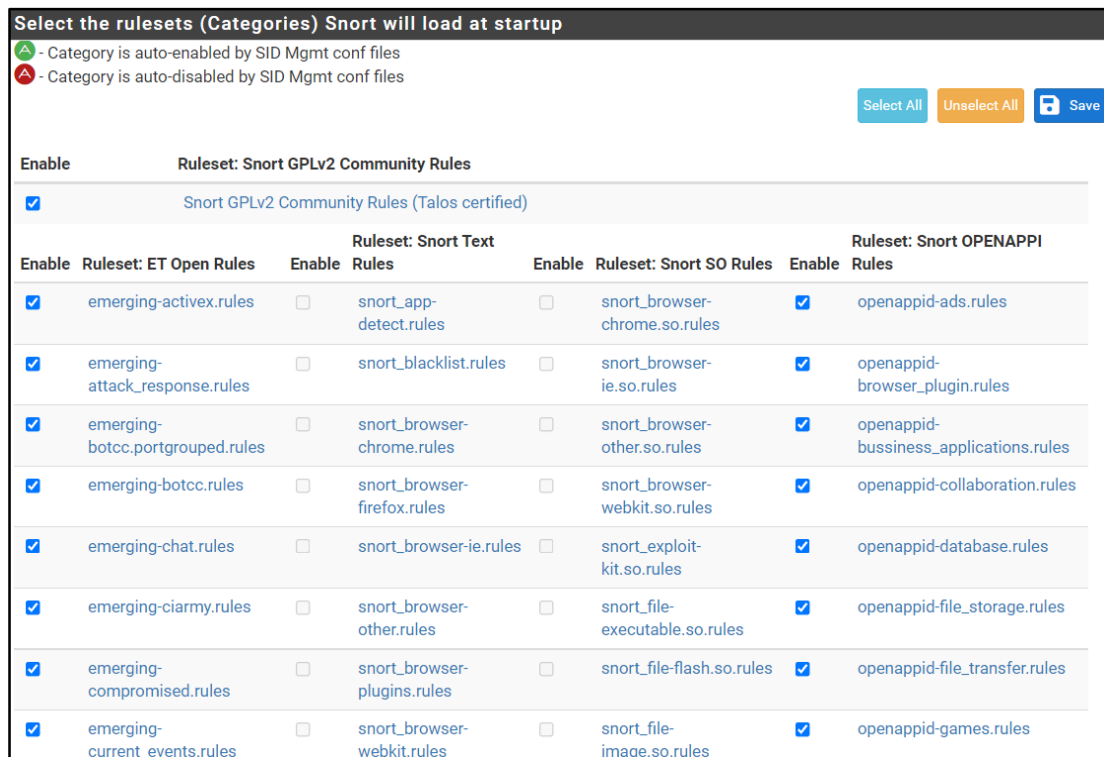 Select the rulesets (Categories) Snort will load at startup
A - Category is auto-enabled by SID Mgmt conf files
A - Category is auto-disabled by SID Mgmt conf files
Select All Unselect All Save
Enable Ruleset: Snort GPLv2 Community Rules
Snort GPLv2 Community Rules (Talos certified)
Ruleset: Snort Text Ruleset: Snort OPENAPPI
Enable Ruleset: ET Open Rules Enable Rules Enable Ruleset: Snort SO Rules Enable Rules
emerging-activex.rules snort_app- snort_browser- openappid-ads.rules
detect.rules chrome.so.rules
emerging- snort_blacklist.rules snort_browser- openappid-
attack_response.rules ie.so.rules browser_plugin.rules
emerging- snort_browser- snort_browser- openappid-
botcc.portgrouped.rules chrome.rules other.so.rules bussiness_applications.rules
emerging-botcc.rules snort_browser- snort_browser- openappid-collaboration.rules
firefox.rules webkit.so.rules
emerging-chat.rules snort_browser-ie.rules snort_exploit- openappid-database.rules
kit.so.rules
emerging-ciarmy.rules snort_browser- snort_file- openappid-file_storage.rules
other.rules executable.so.rules
emerging- snort_browser- snort_file-flash.so.rules openappid-file_transfer.rules
compromised.rules plugins.rules
emerging- snort_browser- snort_file- openappid-games.rules
current_events.rules webkit.rules image.so.rules